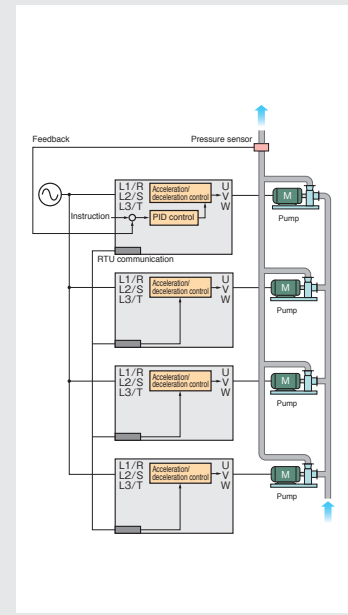 Feedback
Pressure sensor
L1/R
L2/S
L3/T
Acceleration/
deceleration control
U
V
W
Instruction
PID control
M
Pump
RTU communication
L1/R
L2/S
L3/T
Acceleration/
deceleration control
U
V
W
M
Pump
L1/R
L2/S
L3/T
Acceleration/
deceleration control
U
V
W
M
Pump
L1/R
L2/S
L3/T
Acceleration/
deceleration control
U
V
W
M
Pump